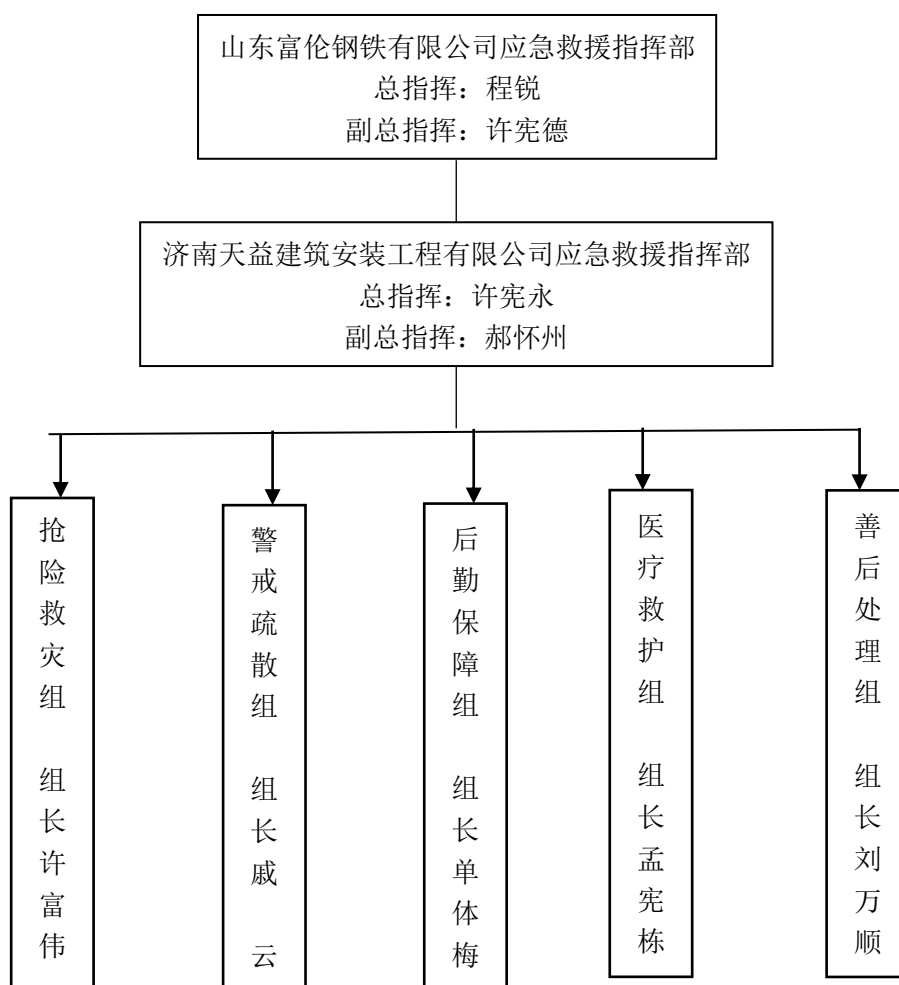 山东富伦钢铁有限公司应急救援指挥部
总指挥：程锐
副总指挥：许宪德
济南天益建筑安装工程有限公司应急救援指挥部
总指挥：许宪永
副总指挥：郝怀州
抢险救灾组 组长许富伟
警戒疏散组 组长戚 云
后勤保障组 组长单体梅
医疗救护组 组长孟宪栋
善后处理组 组长刘万顺